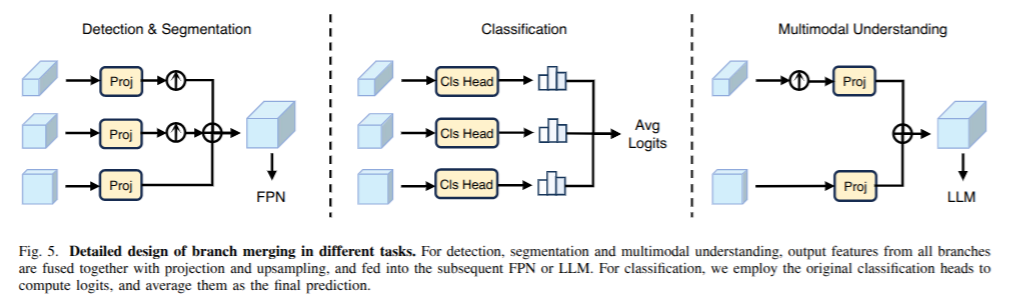 Detection & Segmentation
Proj
Proj
Proj
FPN
Classification
Cls Head
Cls Head
Cls Head
Avg
Logits
Multimodal Understanding
Proj
Proj
LLM
Fig. 5. Detailed design of branch merging in different tasks. For detection, segmentation and multimodal understanding, output features from all branches
are fused together with projection and upsampling, and fed into the subsequent FPN or LLM. For classification, we employ the original classification heads to
compute logits, and average them as the final prediction.